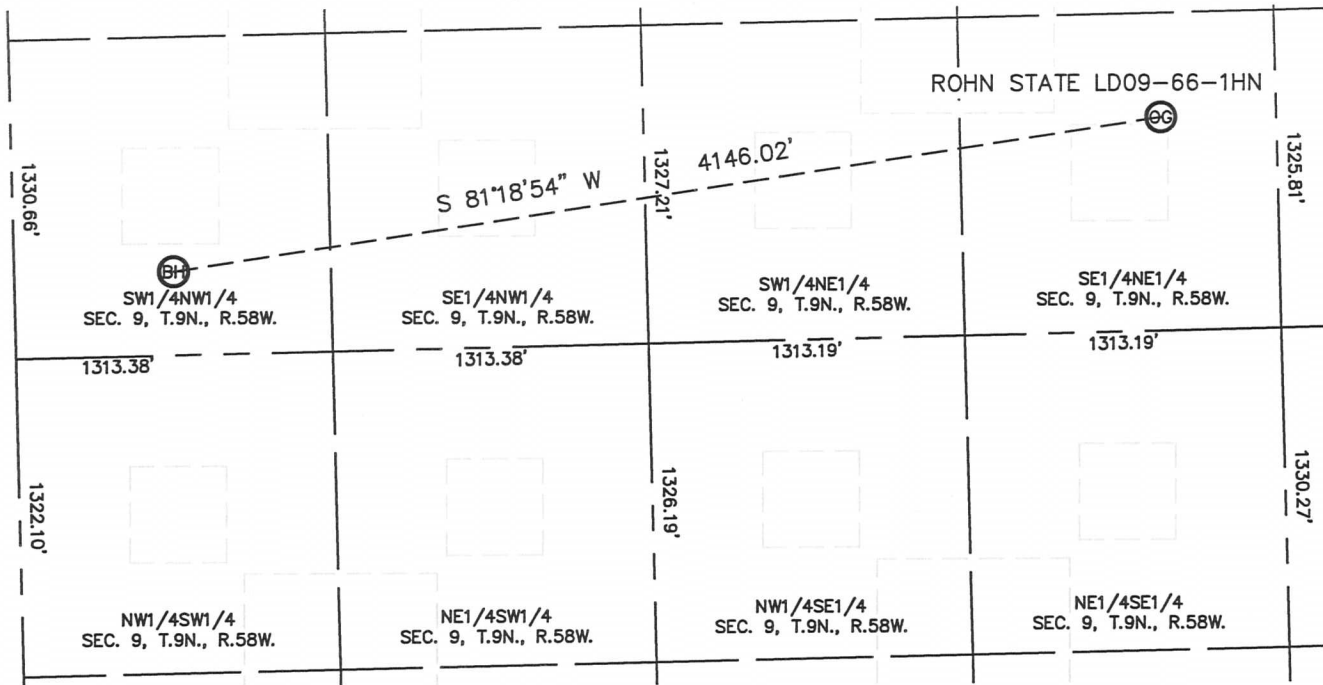 ROHN STATE LD09-66-1HN
OG
1330.66'
S 81°18'54" W
1327.21'
4146.02'
1325.81'
BH
SW1/4NW1/4
SEC. 9, T.9N., R.58W.
SE1/4NW1/4
SEC. 9, T.9N., R.58W.
SW1/4NE1/4
SEC. 9, T.9N., R.58W.
SE1/4NE1/4
SEC. 9, T.9N., R.58W.
1313.38'
1313.38'
1313.19'
1313.19'
1322.10'
1326.19'
1330.27'
NW1/4SW1/4
SEC. 9, T.9N., R.58W.
NE1/4SW1/4
SEC. 9, T.9N., R.58W.
NW1/4SE1/4
SEC. 9, T.9N., R.58W.
NE1/4SE1/4
SEC. 9, T.9N., R.58W.